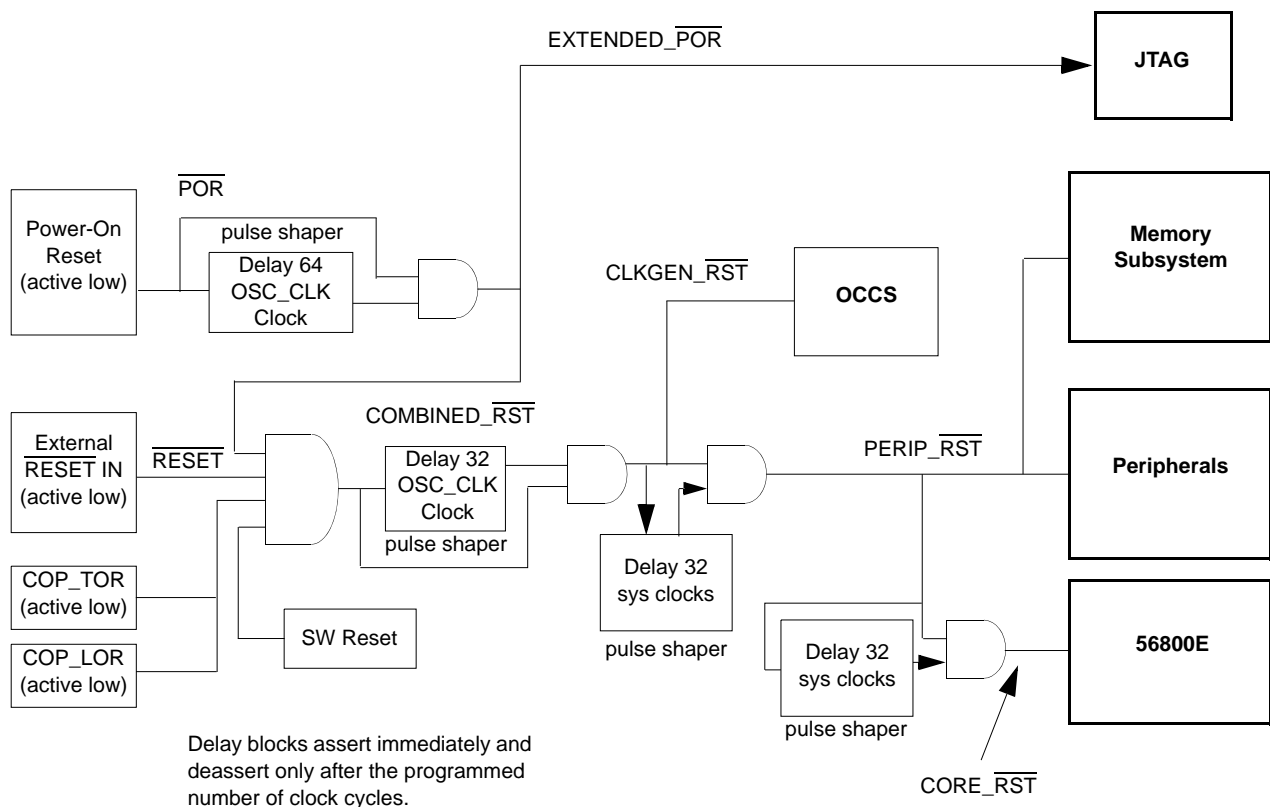 EXTENDED_POR
JTAG
POR
Power-On
Reset
(active low)
pulse shaper
Delay 64
OSC_CLK
Clock
CLKGEN_RST
OCCS
Memory
Subsystem
External
RESET IN
(active low)
RESET
COMBINED_RST
Delay 32
OSC_CLK
Clock
pulse shaper
PERIP_RST
Peripherals
COP_TOR
(active low)
COP_LOR
(active low)
SW Reset
Delay 32
sys clocks
pulse shaper
Delay 32
sys clocks
pulse shaper
56800E
CORE_RST
Delay blocks assert immediately and
deassert only after the programmed
number of clock cycles.